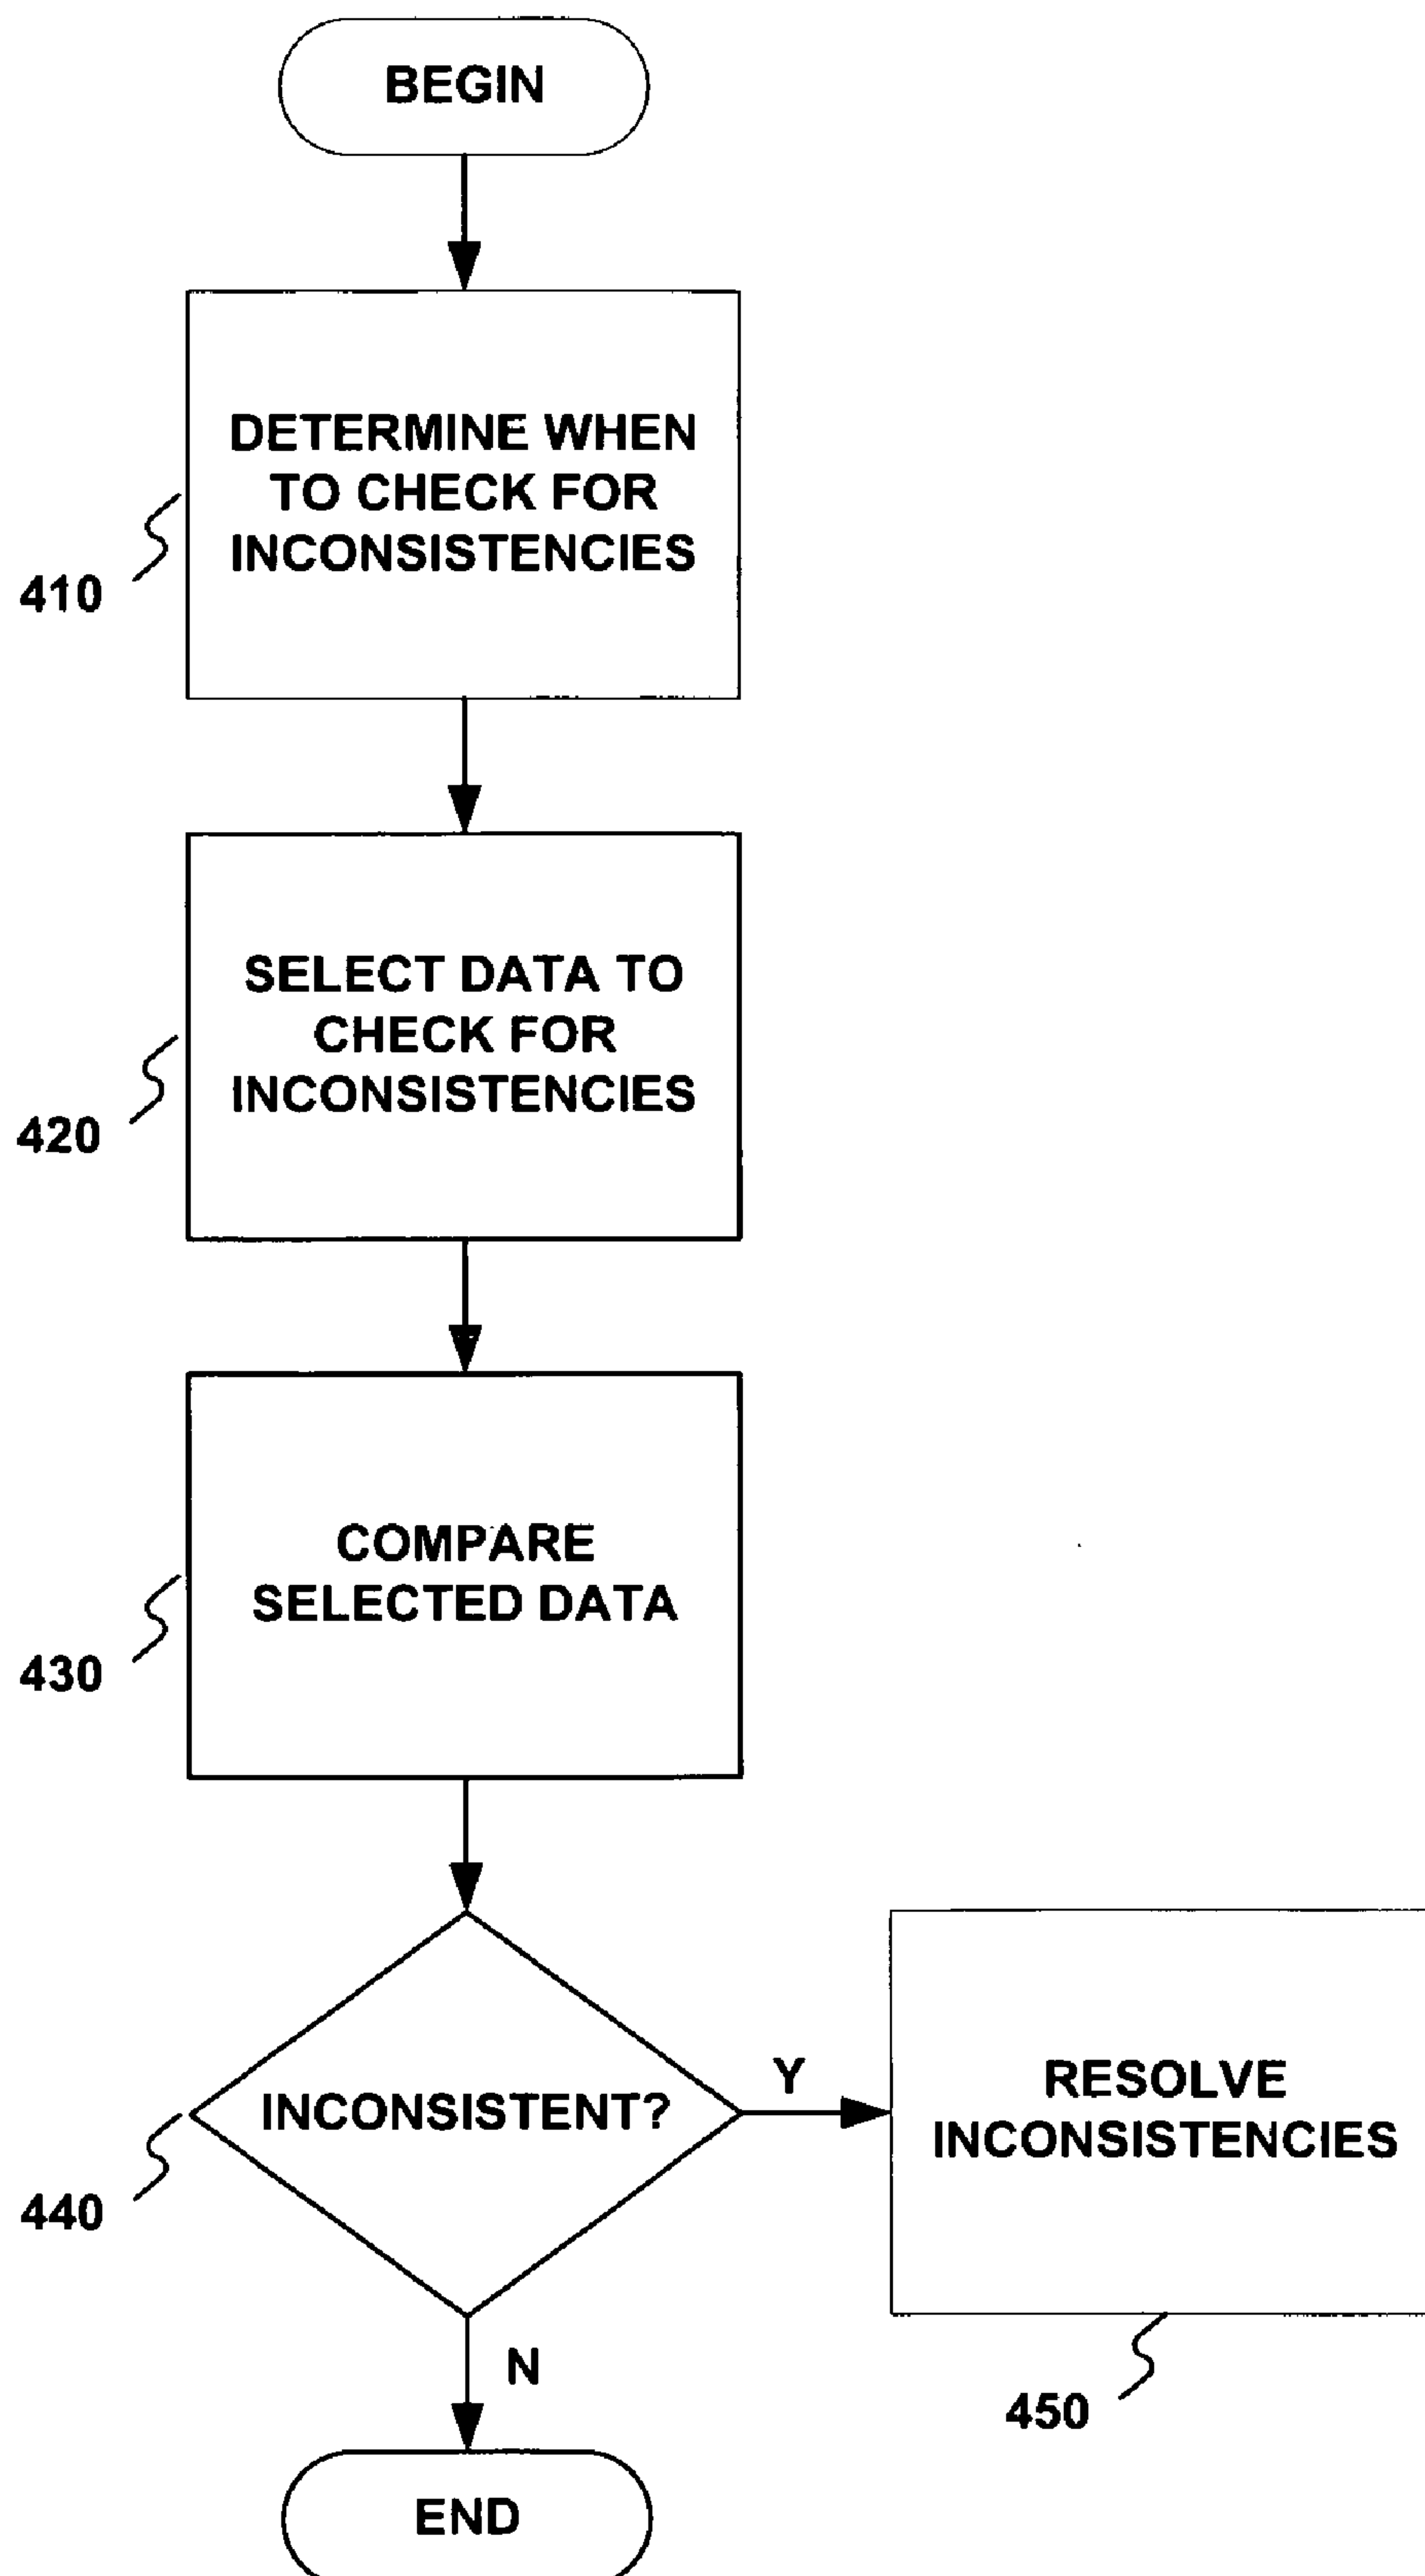 BEGIN
DETERMINE WHEN
TO CHECK FOR
INCONSISTENCIES
410
SELECT DATA TO
CHECK FOR
INCONSISTENCIES
420
COMPARE
SELECTED DATA
430
INCONSISTENT?
440
Y
RESOLVE
INCONSISTENCIES
450
N
END